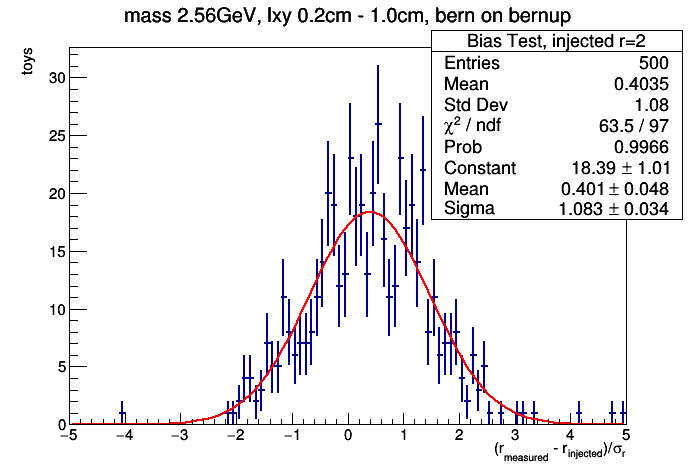 mass 2.56GeV, lxy 0.2cm - 1.0cm, bern on bernup
Bias Test, injected r=2
Entries 500
Mean 0.4035
Std Dev 1.08
χ² / ndf 63.5 / 97
Prob 0.9966
Constant 18.39 ± 1.01
Mean 0.401 ± 0.048
Sigma 1.083 ± 0.034
toys
30
25
20
15
10
5
0
−5 −4 −3 −2 −1 0 1 2 3 4 5
(r_measured - r_injected)/σ_r